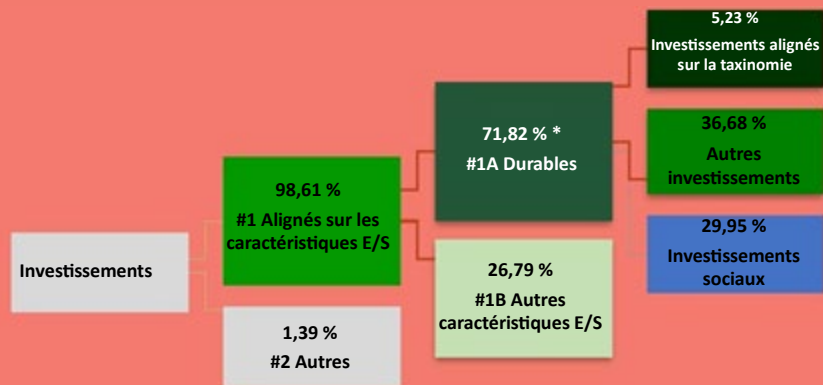 Investissements
98,61 %
#1 Alignés sur les
caractéristiques E/S
1,39 %
#2 Autres
71,82 % *
#1A Durables
26,79 %
#1B Autres
caractéristiques E/S
5,23 %
Investissements alignés
sur la taxinomie
36,68 %
Autres
investissements
29,95 %
Investissements
sociaux